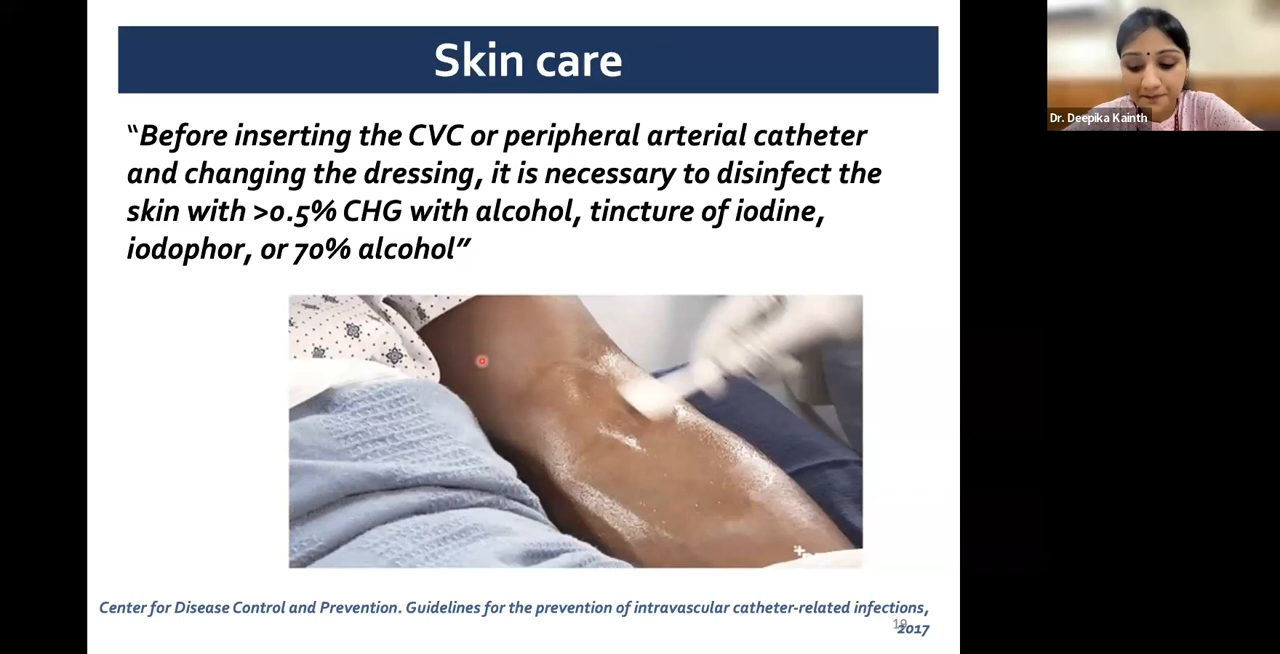 Skin care
“Before inserting the CVC or peripheral arterial catheter
and changing the dressing, it is necessary to disinfect the
skin with >0.5% CHG with alcohol, tincture of iodine,
iodophor, or 70% alcohol”
Center for Disease Control and Prevention. Guidelines for the prevention of intravascular catheter-related infections,
2017
Dr. Deepika Kainth